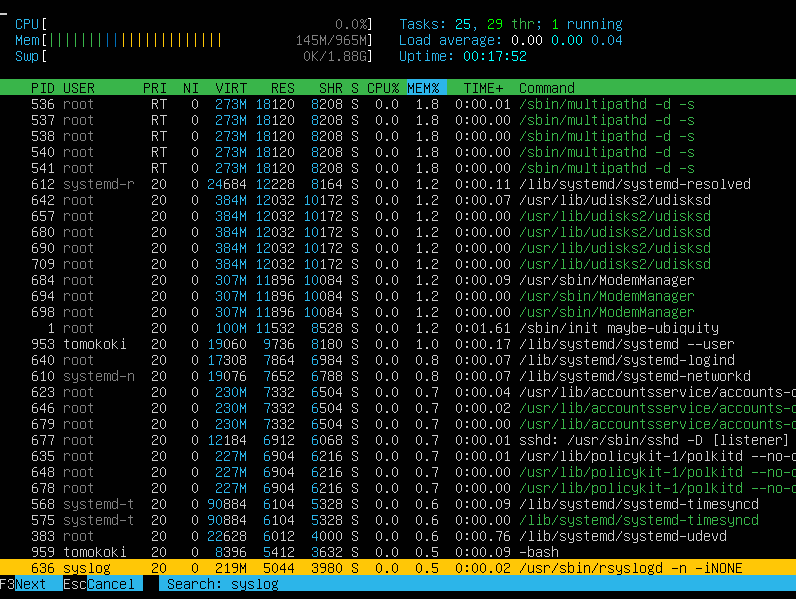 CPU[ 0.0%] Tasks: 25, 29 thr; 1 running
Mem[|||||||||||||||||||||| 145M/965M] Load average: 0.00 0.00 0.04
Swp[ 0K/1.88G] Uptime: 00:17:52
PID USER PRI NI VIRT RES SHR S CPU% MEM% TIME+ Command
536 root RT 0 273M 18120 8208 S 0.0 1.8 0:00.01 /sbin/multipathd -d -s
537 root RT 0 273M 18120 8208 S 0.0 1.8 0:00.00 /sbin/multipathd -d -s
538 root RT 0 273M 18120 8208 S 0.0 1.8 0:00.00 /sbin/multipathd -d -s
540 root RT 0 273M 18120 8208 S 0.0 1.8 0:00.00 /sbin/multipathd -d -s
541 root RT 0 273M 18120 8208 S 0.0 1.8 0:00.00 /sbin/multipathd -d -s
612 systemd-r 20 0 24684 12228 8164 S 0.0 1.2 0:00.11 /lib/systemd/systemd-resolved
642 root 20 0 384M 12032 10172 S 0.0 1.2 0:00.07 /usr/lib/udisks2/udisksd
657 root 20 0 384M 12032 10172 S 0.0 1.2 0:00.00 /usr/lib/udisks2/udisksd
680 root 20 0 384M 12032 10172 S 0.0 1.2 0:00.00 /usr/lib/udisks2/udisksd
690 root 20 0 384M 12032 10172 S 0.0 1.2 0:00.00 /usr/lib/udisks2/udisksd
709 root 20 0 384M 12032 10172 S 0.0 1.2 0:00.00 /usr/lib/udisks2/udisksd
684 root 20 0 307M 11896 10084 S 0.0 1.2 0:00.09 /usr/sbin/ModemManager
694 root 20 0 307M 11896 10084 S 0.0 1.2 0:00.00 /usr/sbin/ModemManager
698 root 20 0 307M 11896 10084 S 0.0 1.2 0:00.00 /usr/sbin/ModemManager
1 root 20 0 100M 11532 8528 S 0.0 1.2 0:01.61 /sbin/init maybe-ubiquity
953 tomokoki 20 0 19060 9736 8180 S 0.0 1.0 0:00.17 /lib/systemd/systemd --user
640 root 20 0 17308 7864 6984 S 0.0 0.8 0:00.07 /lib/systemd/systemd-logind
610 systemd-n 20 0 19076 7652 6788 S 0.0 0.8 0:00.07 /lib/systemd/systemd-networkd
623 root 20 0 230M 7332 6504 S 0.0 0.7 0:00.04 /usr/lib/accountsservice/accounts-
646 root 20 0 230M 7332 6504 S 0.0 0.7 0:00.02 /usr/lib/accountsservice/accounts-
679 root 20 0 230M 7332 6504 S 0.0 0.7 0:00.00 /usr/lib/accountsservice/accounts-
677 root 20 0 12184 6912 6068 S 0.0 0.7 0:00.01 sshd: /usr/sbin/sshd -D [listener]
635 root 20 0 227M 6904 6216 S 0.0 0.7 0:00.01 /usr/lib/policykit-1/polkitd --no-
648 root 20 0 227M 6904 6216 S 0.0 0.7 0:00.00 /usr/lib/policykit-1/polkitd --no-
678 root 20 0 227M 6904 6216 S 0.0 0.7 0:00.00 /usr/lib/policykit-1/polkitd --no-
568 systemd-t 20 0 90884 6104 5328 S 0.0 0.6 0:00.09 /lib/systemd/systemd-timesyncd
575 systemd-t 20 0 90884 6104 5328 S 0.0 0.6 0:00.00 /lib/systemd/systemd-timesyncd
383 root 20 0 22628 6012 4000 S 0.0 0.6 0:00.76 /lib/systemd/systemd-udevd
959 tomokoki 20 0 8396 5412 3632 S 0.0 0.5 0:00.09 -bash
636 syslog 20 0 219M 5044 3980 S 0.0 0.5 0:00.02 /usr/sbin/rsyslogd -n -iNONE
F3Next EscCancel Search: syslog